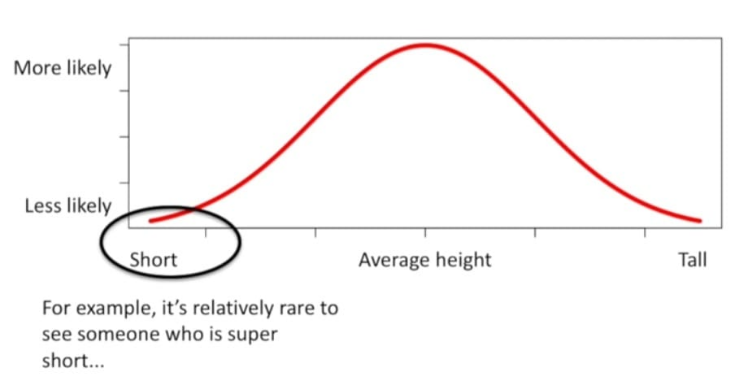 More likely
Less likely
Short Average height Tall
For example, it’s relatively rare to
see someone who is super
short...